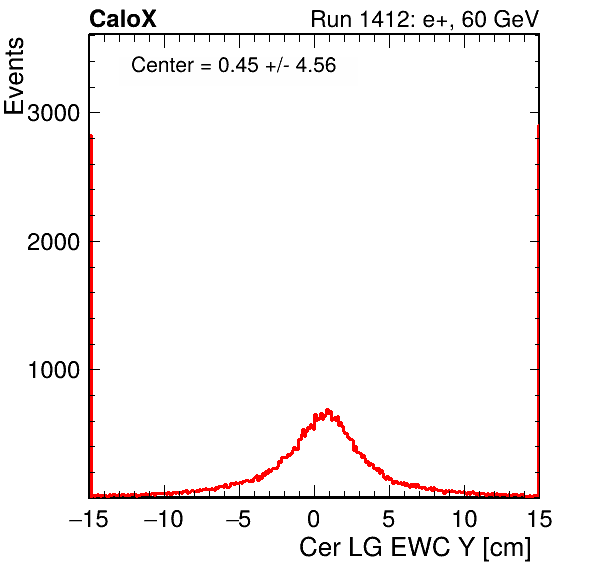 CaloX
Run 1412: e+, 60 GeV
Center = 0.45 +/- 4.56
Events
3000
2000
1000
−15 −10 −5 0 5 10 15
Cer LG EWC Y [cm]